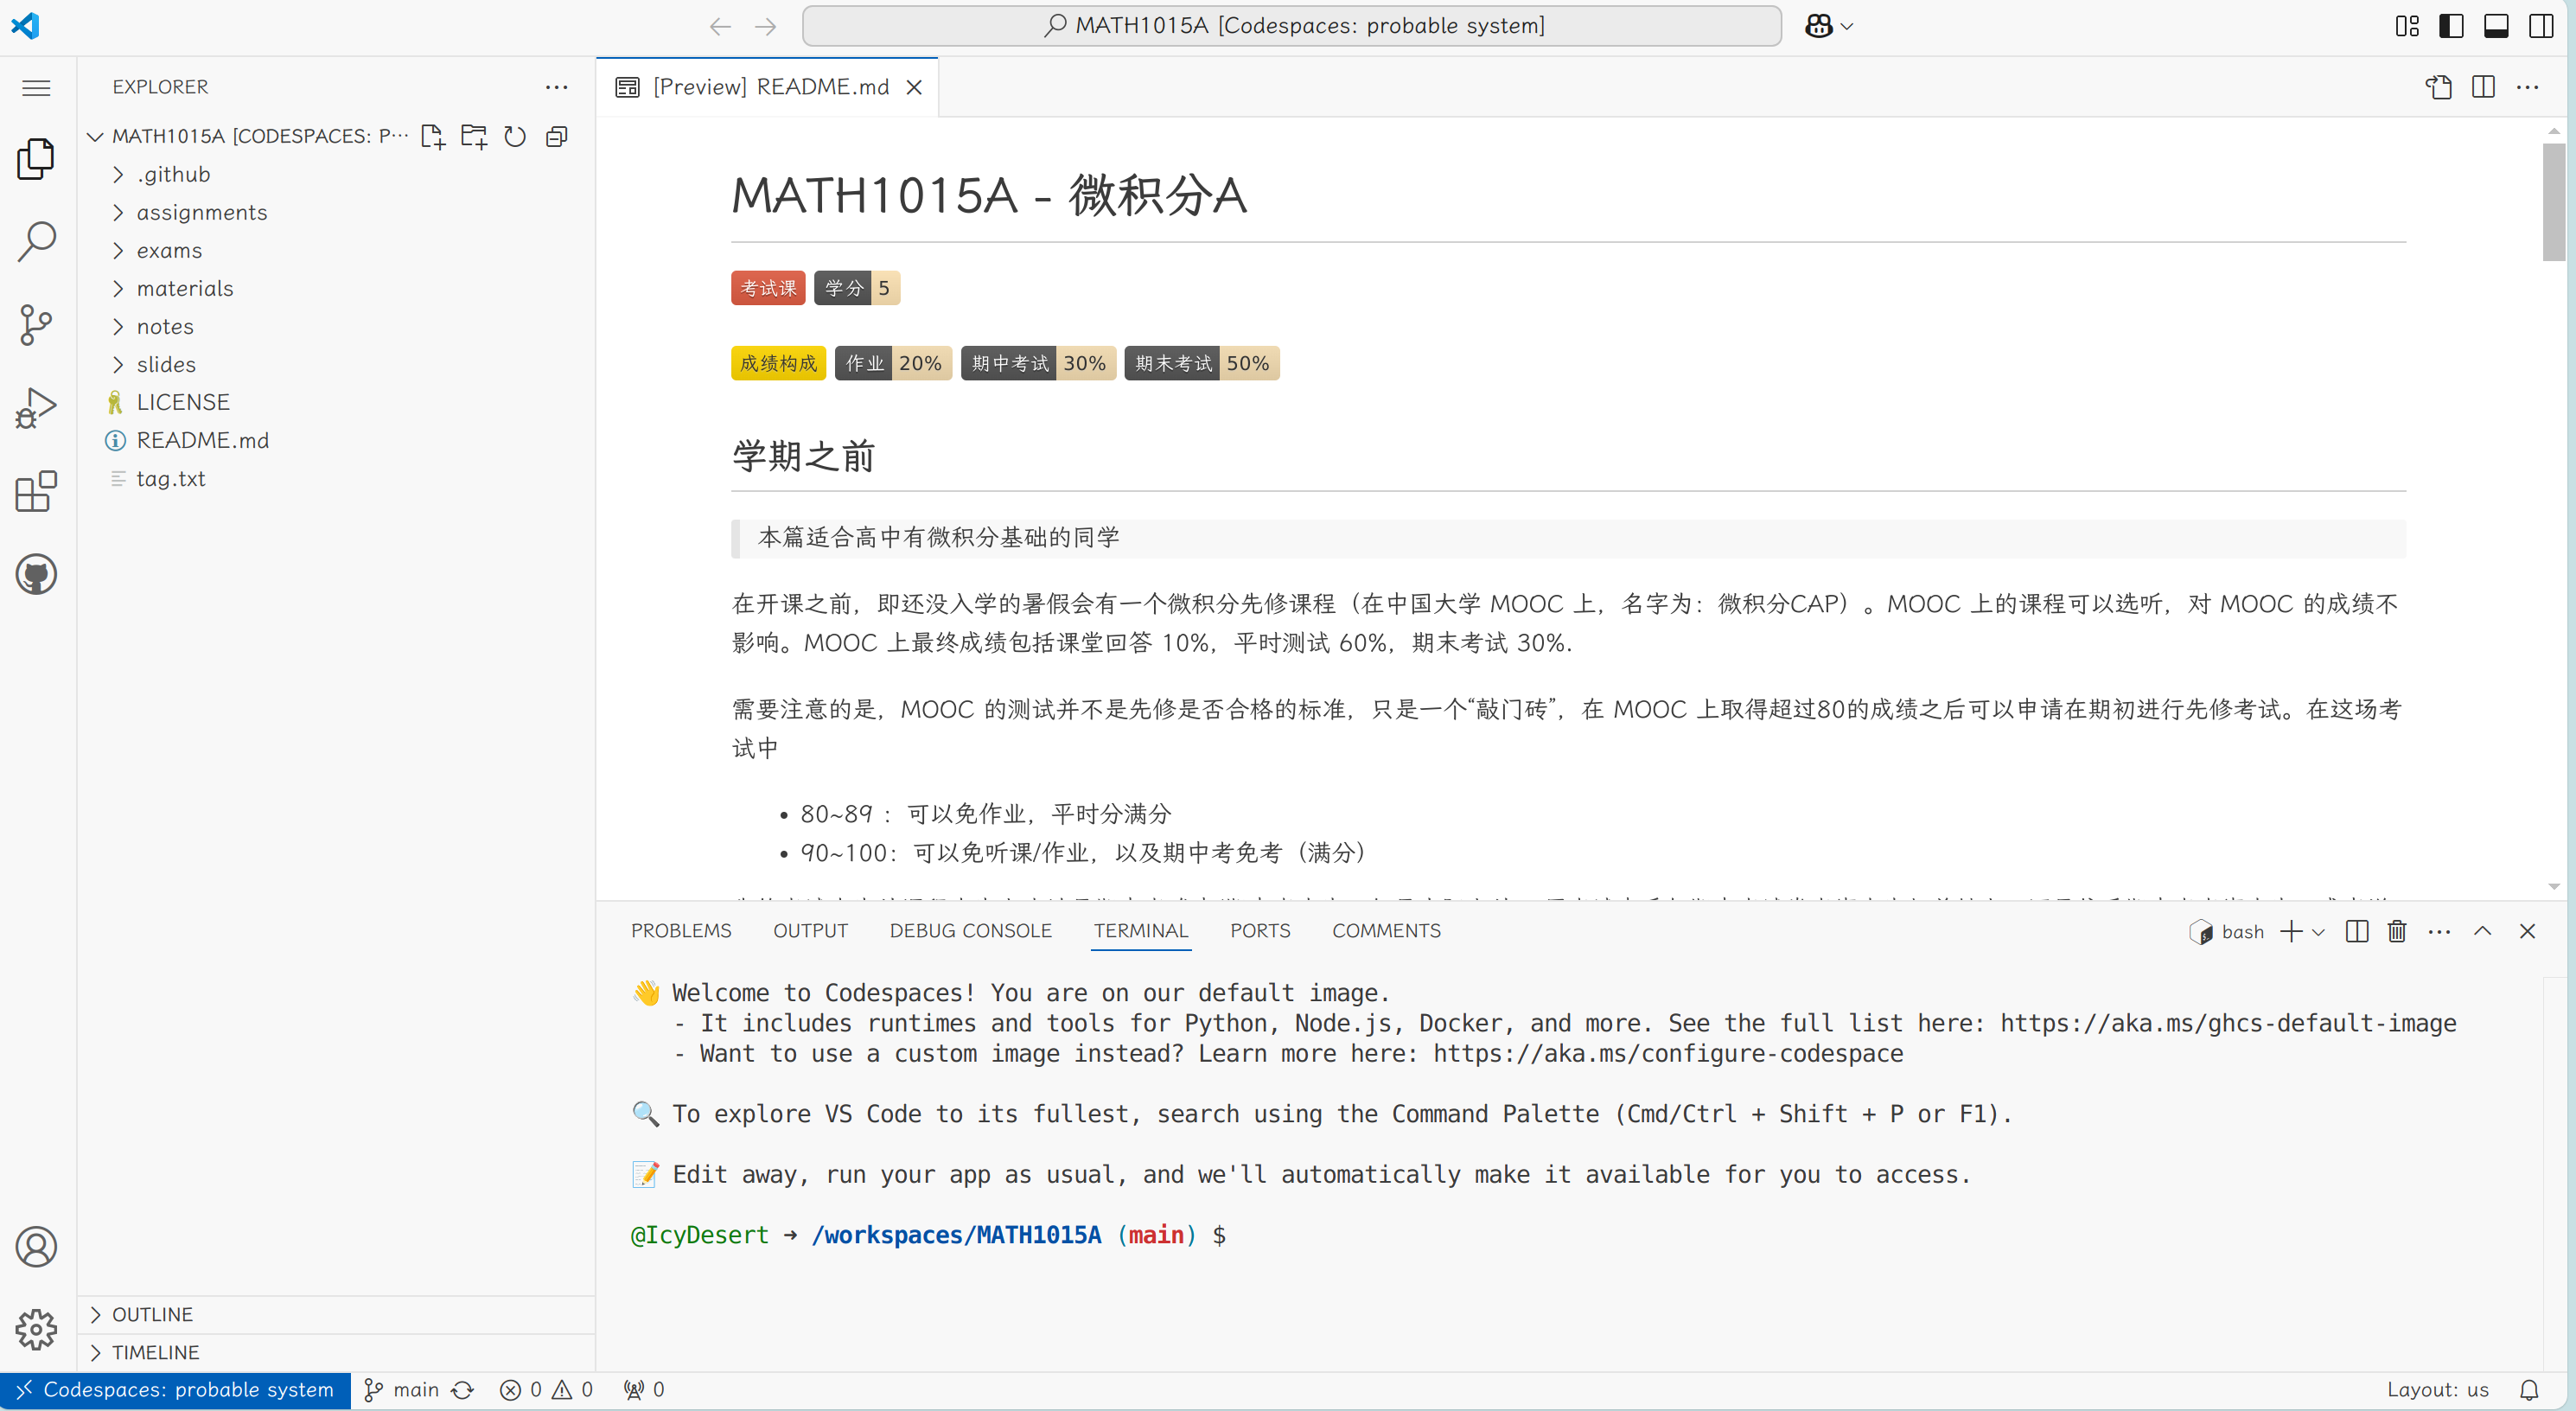 MATH1015A [Codespaces: probable system]
EXPLORER
MATH1015A [CODESPACES: P···
.github
assignments
exams
materials
notes
slides
LICENSE
README.md
tag.txt
OUTLINE
TIMELINE
[Preview] README.md
MATH1015A - 微积分A
考试课 学分 5
成绩构成 作业 20% 期中考试 30% 期末考试 50%
学期之前
本篇适合高中有微积分基础的同学
在开课之前，即还没入学的暑假会有一个微积分先修课程（在中国大学 MOOC 上，名字为：微积分CAP）。MOOC 上的课程可以选听，对 MOOC 的成绩不
影响。MOOC 上最终成绩包括课堂回答 10%，平时测试 60%，期末考试 30%.
需要注意的是，MOOC 的测试并不是先修是否合格的标准，只是一个“敲门砖”，在 MOOC 上取得超过80的成绩之后可以申请在期初进行先修考试。在这场考
试中
• 80~89 ：可以免作业，平时分满分
• 90~100：可以免听课/作业，以及期中考免考（满分）
PROBLEMS OUTPUT DEBUG CONSOLE TERMINAL PORTS COMMENTS
bash
👋 Welcome to Codespaces! You are on our default image.
- It includes runtimes and tools for Python, Node.js, Docker, and more. See the full list here: https://aka.ms/ghcs-default-image
- Want to use a custom image instead? Learn more here: https://aka.ms/configure-codespace
🔍 To explore VS Code to its fullest, search using the Command Palette (Cmd/Ctrl + Shift + P or F1).
📝 Edit away, run your app as usual, and we'll automatically make it available for you to access.
@IcyDesert ➜ /workspaces/MATH1015A (main) $
Codespaces: probable system main 0 0 0 Layout: us